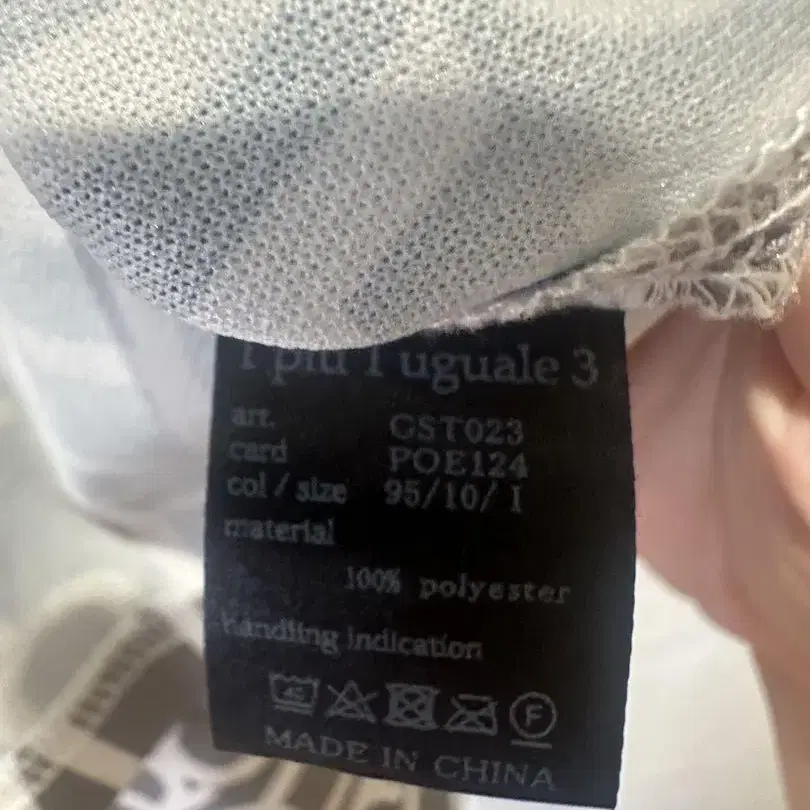 1 piu 1 uguale 3
art. GST023
card POE124
col / size 95/10/ I
material
100% polyester
handling indication
F
MADE IN CHINA